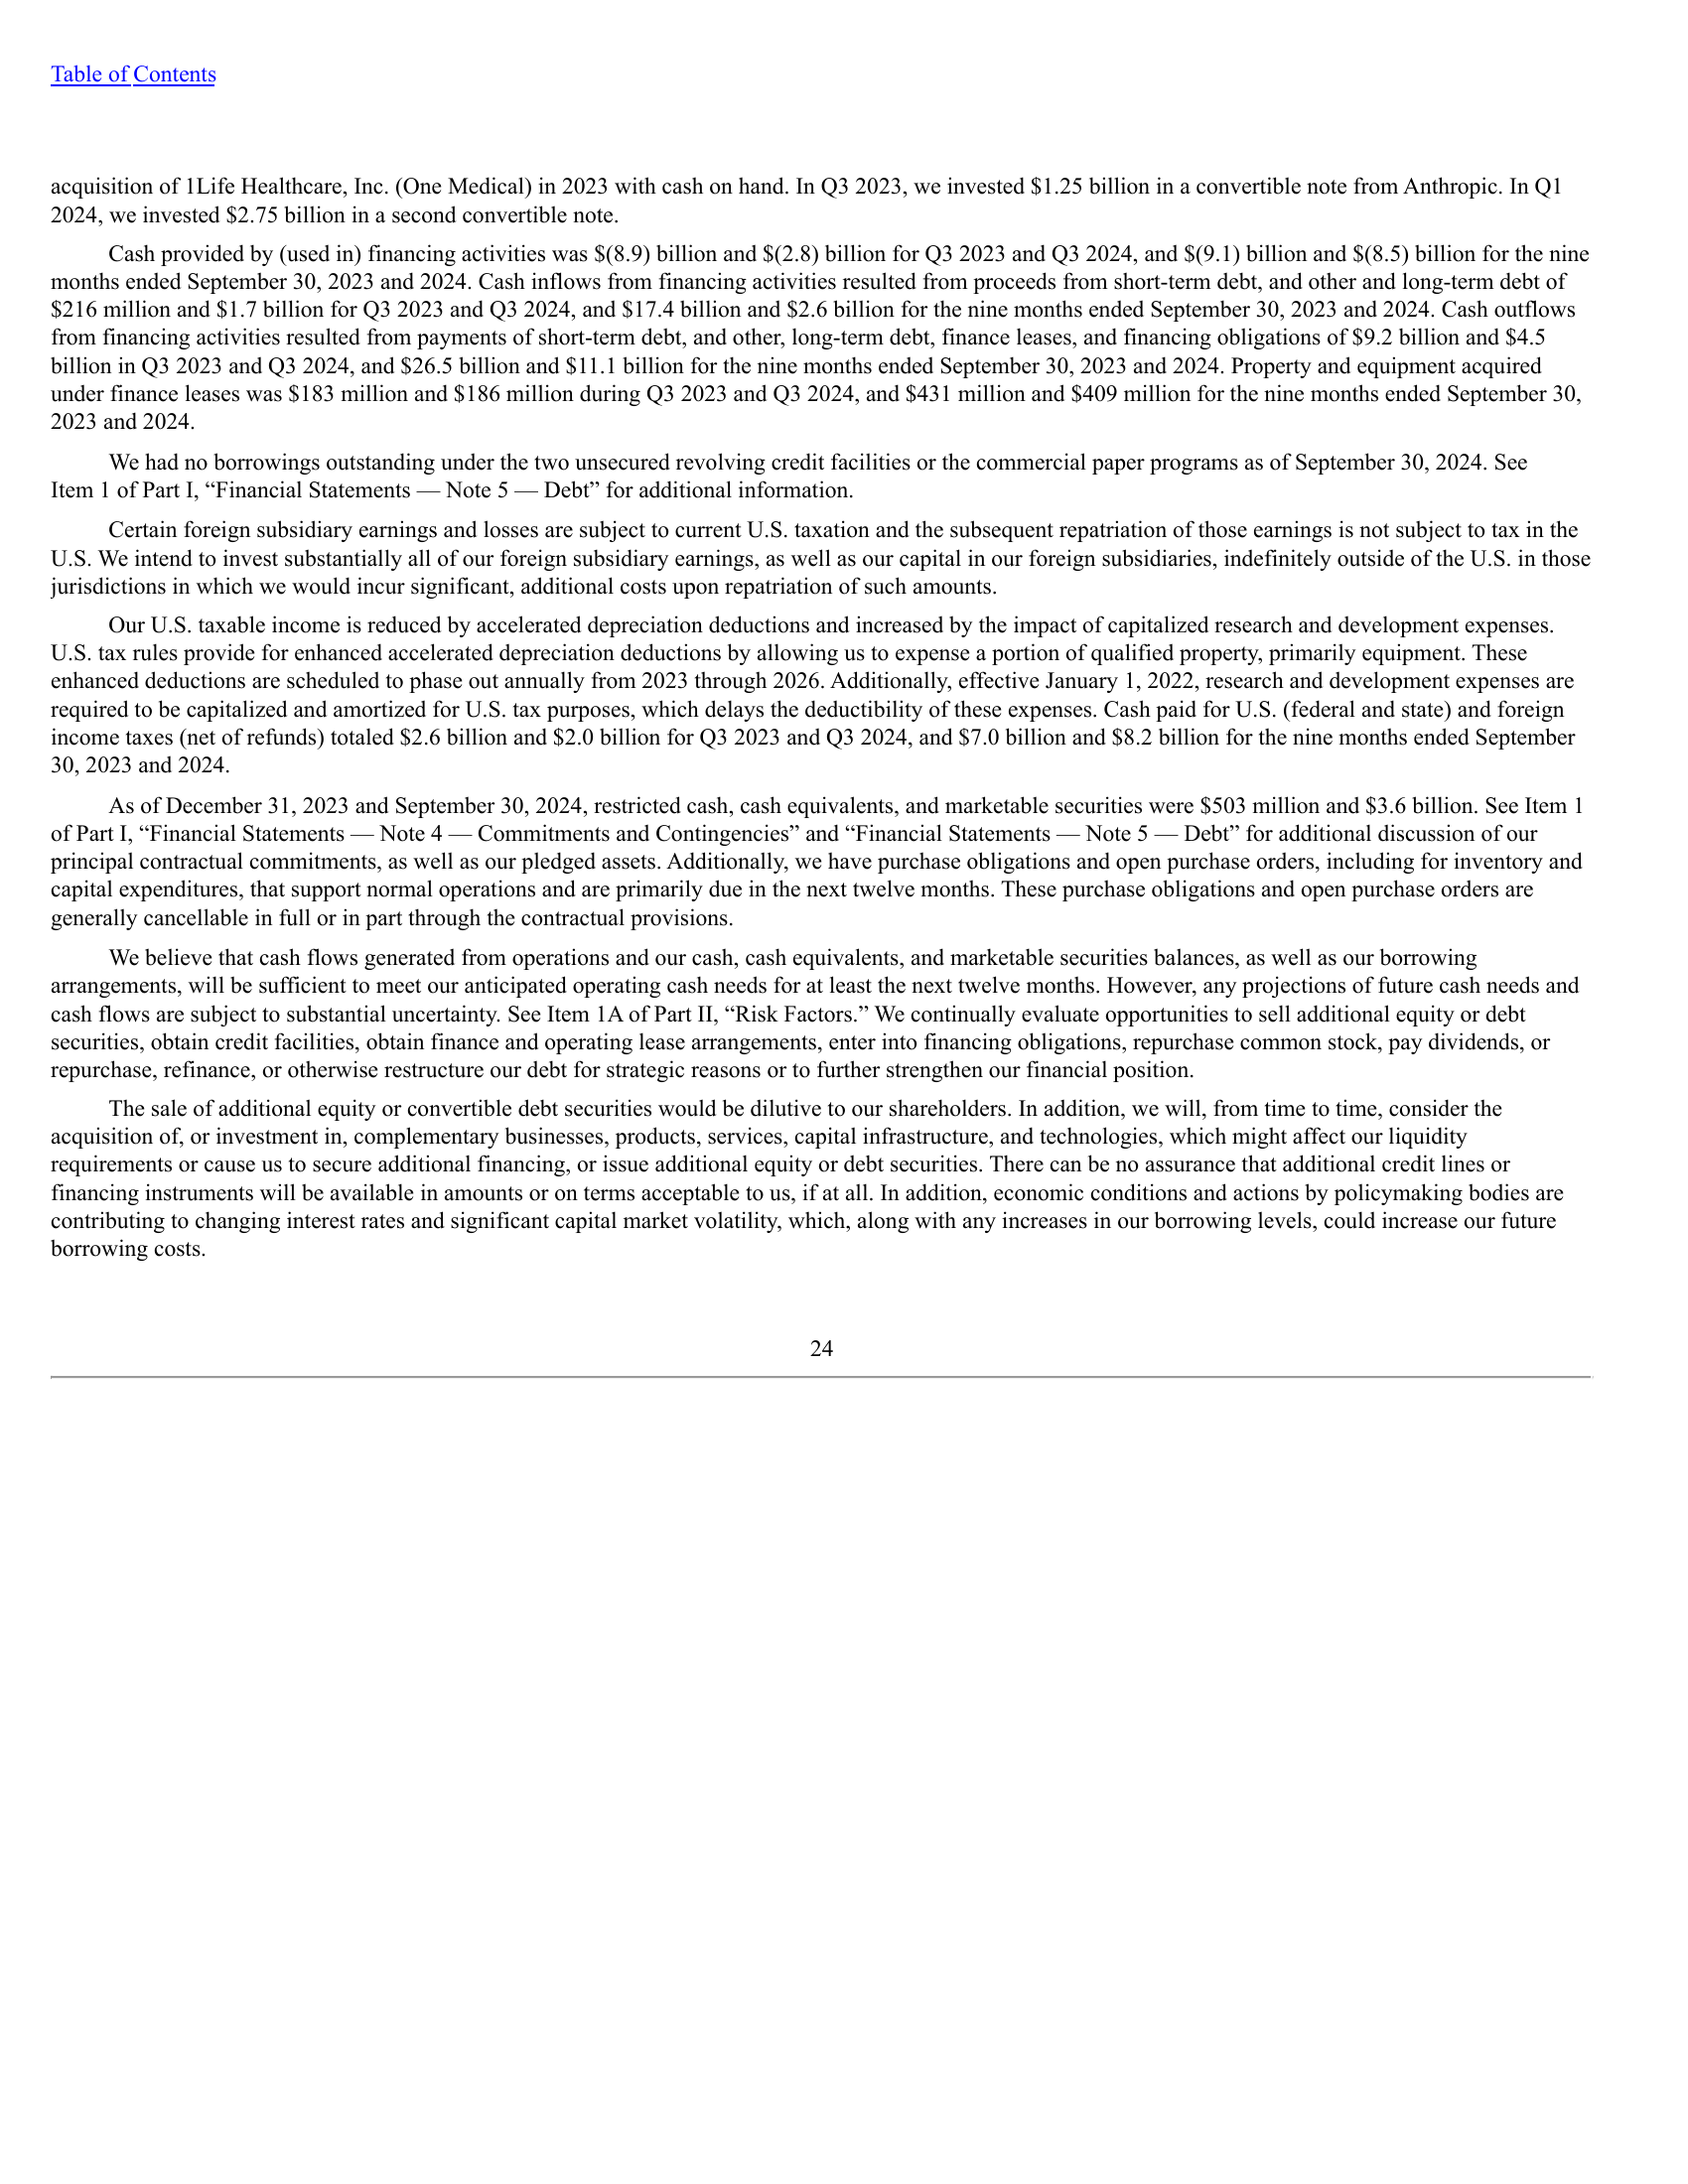 Table of Contents
acquisition of 1Life Healthcare, Inc. (One Medical) in 2023 with cash on hand. In Q3 2023, we invested $1.25 billion in a convertible note from Anthropic. In Q1
2024, we invested $2.75 billion in a second convertible note.
Cash provided by (used in) financing activities was $(8.9) billion and $(2.8) billion for Q3 2023 and Q3 2024, and $(9.1) billion and $(8.5) billion for the nine
months ended September 30, 2023 and 2024. Cash inflows from financing activities resulted from proceeds from short-term debt, and other and long-term debt of
$216 million and $1.7 billion for Q3 2023 and Q3 2024, and $17.4 billion and $2.6 billion for the nine months ended September 30, 2023 and 2024. Cash outflows
from financing activities resulted from payments of short-term debt, and other, long-term debt, finance leases, and financing obligations of $9.2 billion and $4.5
billion in Q3 2023 and Q3 2024, and $26.5 billion and $11.1 billion for the nine months ended September 30, 2023 and 2024. Property and equipment acquired
under finance leases was $183 million and $186 million during Q3 2023 and Q3 2024, and $431 million and $409 million for the nine months ended September 30,
2023 and 2024.
We had no borrowings outstanding under the two unsecured revolving credit facilities or the commercial paper programs as of September 30, 2024. See
Item 1 of Part I, “Financial Statements — Note 5 — Debt” for additional information.
Certain foreign subsidiary earnings and losses are subject to current U.S. taxation and the subsequent repatriation of those earnings is not subject to tax in the
U.S. We intend to invest substantially all of our foreign subsidiary earnings, as well as our capital in our foreign subsidiaries, indefinitely outside of the U.S. in those
jurisdictions in which we would incur significant, additional costs upon repatriation of such amounts.
Our U.S. taxable income is reduced by accelerated depreciation deductions and increased by the impact of capitalized research and development expenses.
U.S. tax rules provide for enhanced accelerated depreciation deductions by allowing us to expense a portion of qualified property, primarily equipment. These
enhanced deductions are scheduled to phase out annually from 2023 through 2026. Additionally, effective January 1, 2022, research and development expenses are
required to be capitalized and amortized for U.S. tax purposes, which delays the deductibility of these expenses. Cash paid for U.S. (federal and state) and foreign
income taxes (net of refunds) totaled $2.6 billion and $2.0 billion for Q3 2023 and Q3 2024, and $7.0 billion and $8.2 billion for the nine months ended September
30, 2023 and 2024.
As of December 31, 2023 and September 30, 2024, restricted cash, cash equivalents, and marketable securities were $503 million and $3.6 billion. See Item 1
of Part I, “Financial Statements — Note 4 — Commitments and Contingencies” and “Financial Statements — Note 5 — Debt” for additional discussion of our
principal contractual commitments, as well as our pledged assets. Additionally, we have purchase obligations and open purchase orders, including for inventory and
capital expenditures, that support normal operations and are primarily due in the next twelve months. These purchase obligations and open purchase orders are
generally cancellable in full or in part through the contractual provisions.
We believe that cash flows generated from operations and our cash, cash equivalents, and marketable securities balances, as well as our borrowing
arrangements, will be sufficient to meet our anticipated operating cash needs for at least the next twelve months. However, any projections of future cash needs and
cash flows are subject to substantial uncertainty. See Item 1A of Part II, “Risk Factors.” We continually evaluate opportunities to sell additional equity or debt
securities, obtain credit facilities, obtain finance and operating lease arrangements, enter into financing obligations, repurchase common stock, pay dividends, or
repurchase, refinance, or otherwise restructure our debt for strategic reasons or to further strengthen our financial position.
The sale of additional equity or convertible debt securities would be dilutive to our shareholders. In addition, we will, from time to time, consider the
acquisition of, or investment in, complementary businesses, products, services, capital infrastructure, and technologies, which might affect our liquidity
requirements or cause us to secure additional financing, or issue additional equity or debt securities. There can be no assurance that additional credit lines or
financing instruments will be available in amounts or on terms acceptable to us, if at all. In addition, economic conditions and actions by policymaking bodies are
contributing to changing interest rates and significant capital market volatility, which, along with any increases in our borrowing levels, could increase our future
borrowing costs.
24